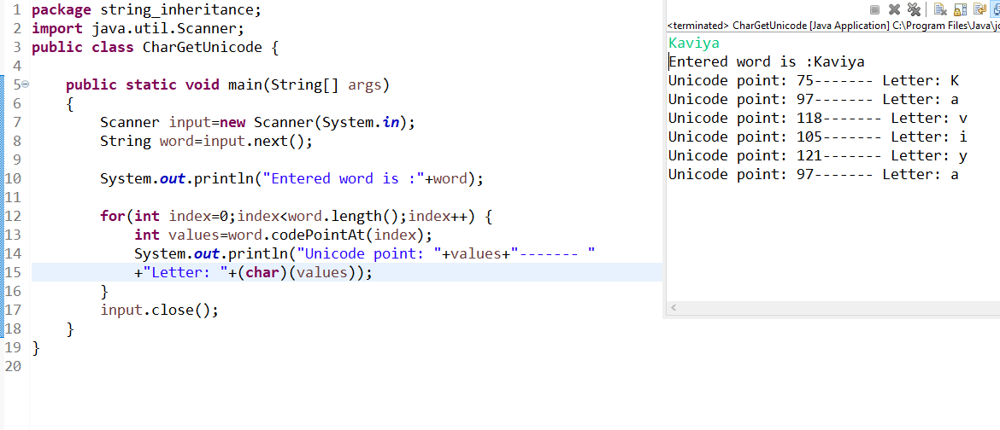 1 package string_inheritance;
2 import java.util.Scanner;
3 public class CharGetUnicode {
4
5 public static void main(String[] args)
6 {
7 Scanner input=new Scanner(System.in);
8 String word=input.next();
9
10 System.out.println("Entered word is :"+word);
11
12 for(int index=0;index<word.length();index++) {
13 int values=word.codePointAt(index);
14 System.out.println("Unicode point: "+values+"------- "
15 +"Letter: "+(char)(values));
16 }
17 input.close();
18 }
19 }
20
<terminated> CharGetUnicode [Java Application] C:\Program Files\Java\j
Kaviya
Entered word is :Kaviya
Unicode point: 75------- Letter: K
Unicode point: 97------- Letter: a
Unicode point: 118------- Letter: v
Unicode point: 105------- Letter: i
Unicode point: 121------- Letter: y
Unicode point: 97------- Letter: a